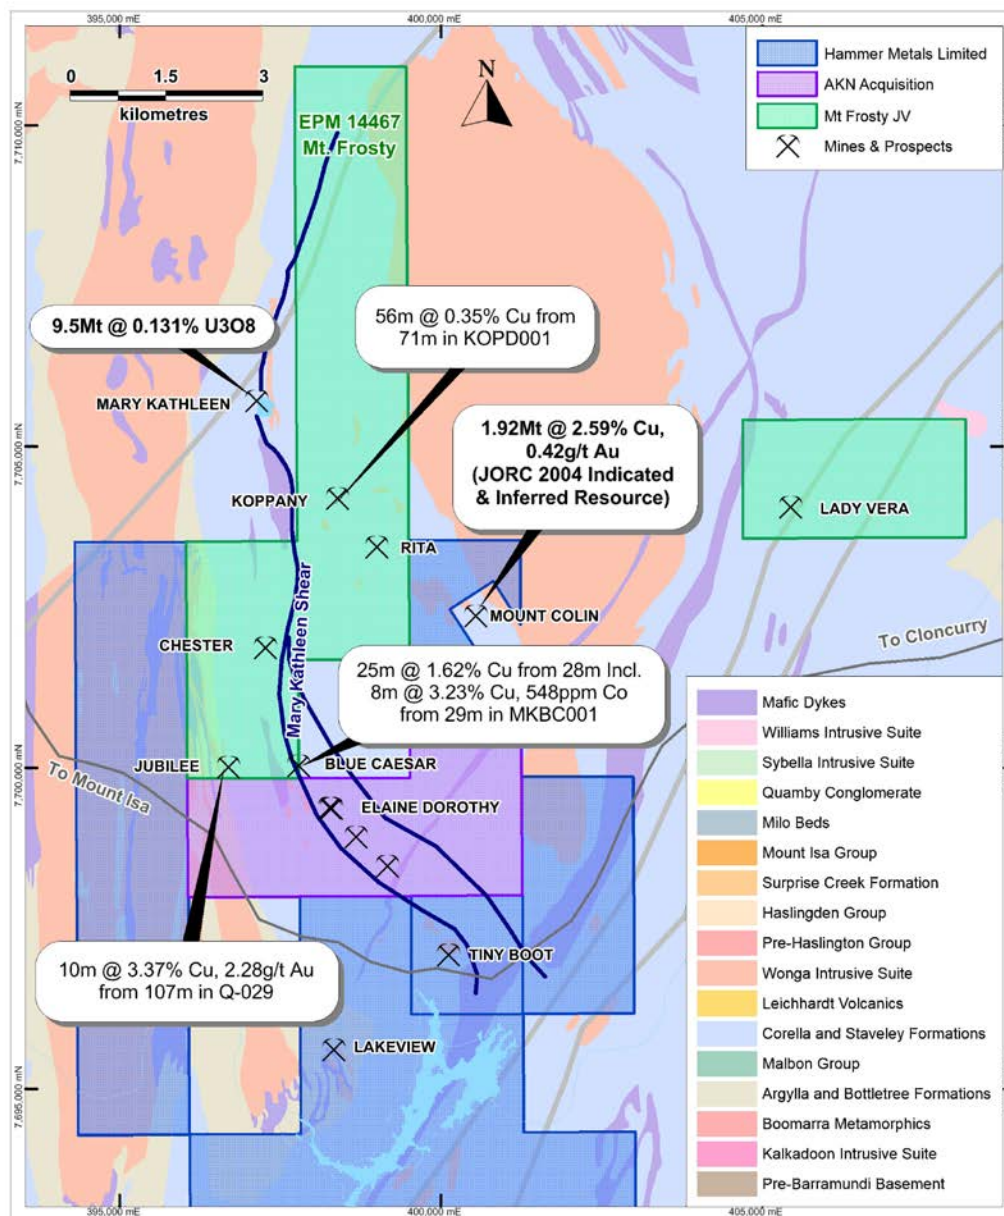 395,000 mE
400,000 mE
405,000 mE
0 1.5 3
kilometres
N
EPM 14467
Mt. Frosty
Hammer Metals Limited
AKN Acquisition
Mt Frosty JV
Mines & Prospects
7,710,000 mN
9.5Mt @ 0.131% U3O8
56m @ 0.35% Cu from
71m in KOPD001
MARY KATHLEEN
1.92Mt @ 2.59% Cu,
0.42g/t Au
(JORC 2004 Indicated
& Inferred Resource)
7,705,000 mN
KOPPANY
LADY VERA
RITA
MOUNT COLIN
Mary Kathleen Shear
To Cloncurry
CHESTER
25m @ 1.62% Cu from 28m Incl.
8m @ 3.23% Cu, 548ppm Co
from 29m in MKBC001
JUBILEE
BLUE CAESAR
7,700,000 mN
To Mount Isa
ELAINE DOROTHY
10m @ 3.37% Cu, 2.28g/t Au
from 107m in Q-029
TINY BOOT
LAKEVIEW
7,695,000 mN
Mafic Dykes
Williams Intrusive Suite
Sybella Intrusive Suite
Quamby Conglomerate
Milo Beds
Mount Isa Group
Surprise Creek Formation
Haslingden Group
Pre-Haslington Group
Wonga Intrusive Suite
Leichhardt Volcanics
Corella and Staveley Formations
Malbon Group
Argylla and Bottletree Formations
Boomarra Metamorphics
Kalkadoon Intrusive Suite
Pre-Barramundi Basement
395,000 mE
400,000 mE
405,000 mE